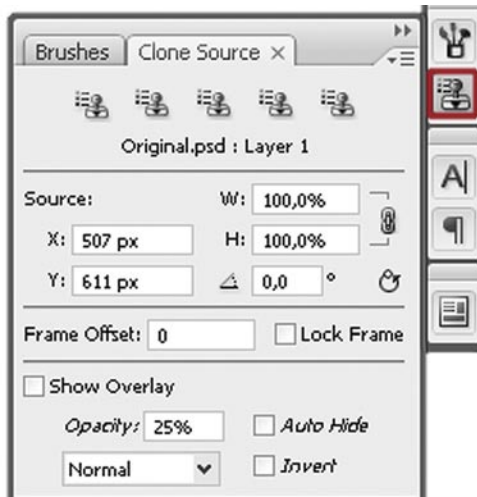 Brushes Clone Source ×
Original.psd : Layer 1
Source: W: 100,0%
X: 507 px H: 100,0%
Y: 611 px 0,0 °
Frame Offset: 0 Lock Frame
Show Overlay
Opacity: 25% Auto Hide
Normal Invert
A
¶